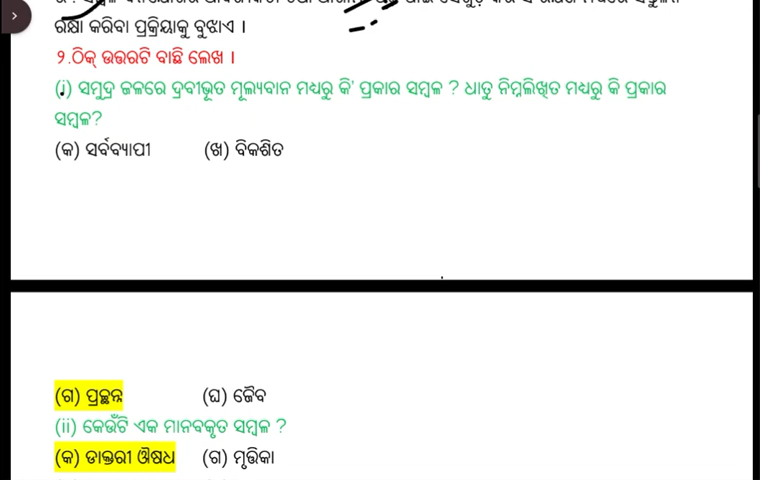 ରକ୍ଷା କରିବା ପ୍ରକ୍ରିୟାକୁ ବୁଝାଏ ।
୨.ଠିକ୍ ଉତ୍ତରଟି ବାଛି ଲେଖ ।
(i) ସମୁଦ୍ର ଜଳରେ ଦ୍ରବୀଭୂତ ମୂଲ୍ୟବାନ ମଧ୍ୟରୁ କି' ପ୍ରକାର ସମ୍ବଳ ? ଧାତୁ ନିମ୍ନଲିଖିତ ମଧ୍ୟରୁ କି ପ୍ରକାର
ସମ୍ବଳ?
(କ) ସର୍ବବ୍ୟାପୀ (ଖ) ବିକଶିତ
(ଗ) ପ୍ରଚ୍ଛନ୍ନ (ଘ) ଜୈବ
(ii) କେଉଁଟି ଏକ ମାନବକୃତ ସମ୍ବଳ ?
(କ) ଡାକ୍ତରୀ ଔଷଧ (ଗ) ମୃତ୍ତିକା